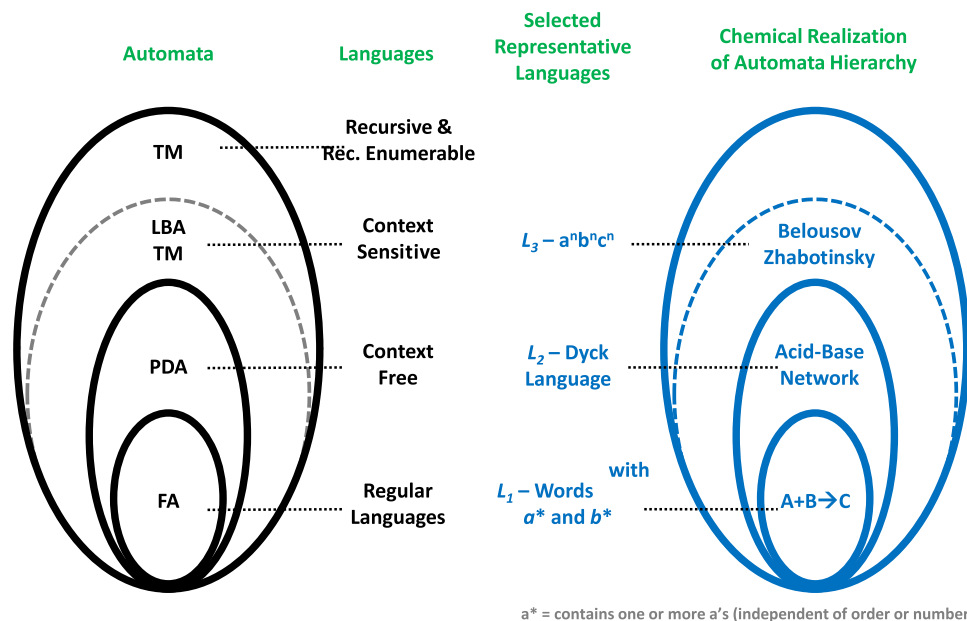 Automata
Languages
Selected
Representative
Languages
Chemical Realization
of Automata Hierarchy
TM
Recursive &
Rëc. Enumerable
LBA
TM
Context
Sensitive
L₃ – aⁿbⁿcⁿ
Belousov
Zhabotinsky
PDA
Context
Free
L₂ – Dyck
Language
Acid-Base
Network
FA
Regular
Languages
with
L₁ – Words
a* and b*
A+B→C
a* = contains one or more a's (independent of order or number